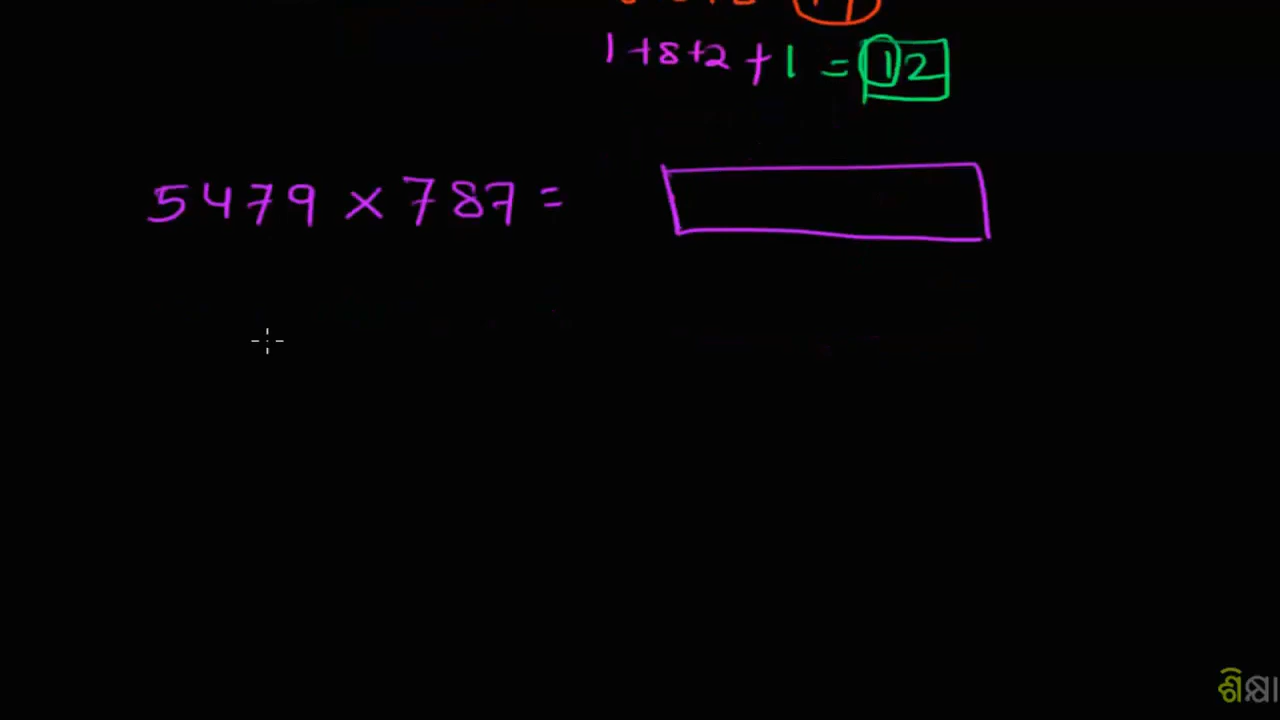 1+8+2+1 = 12
5479 × 787 =
ଶିକ୍ଷା